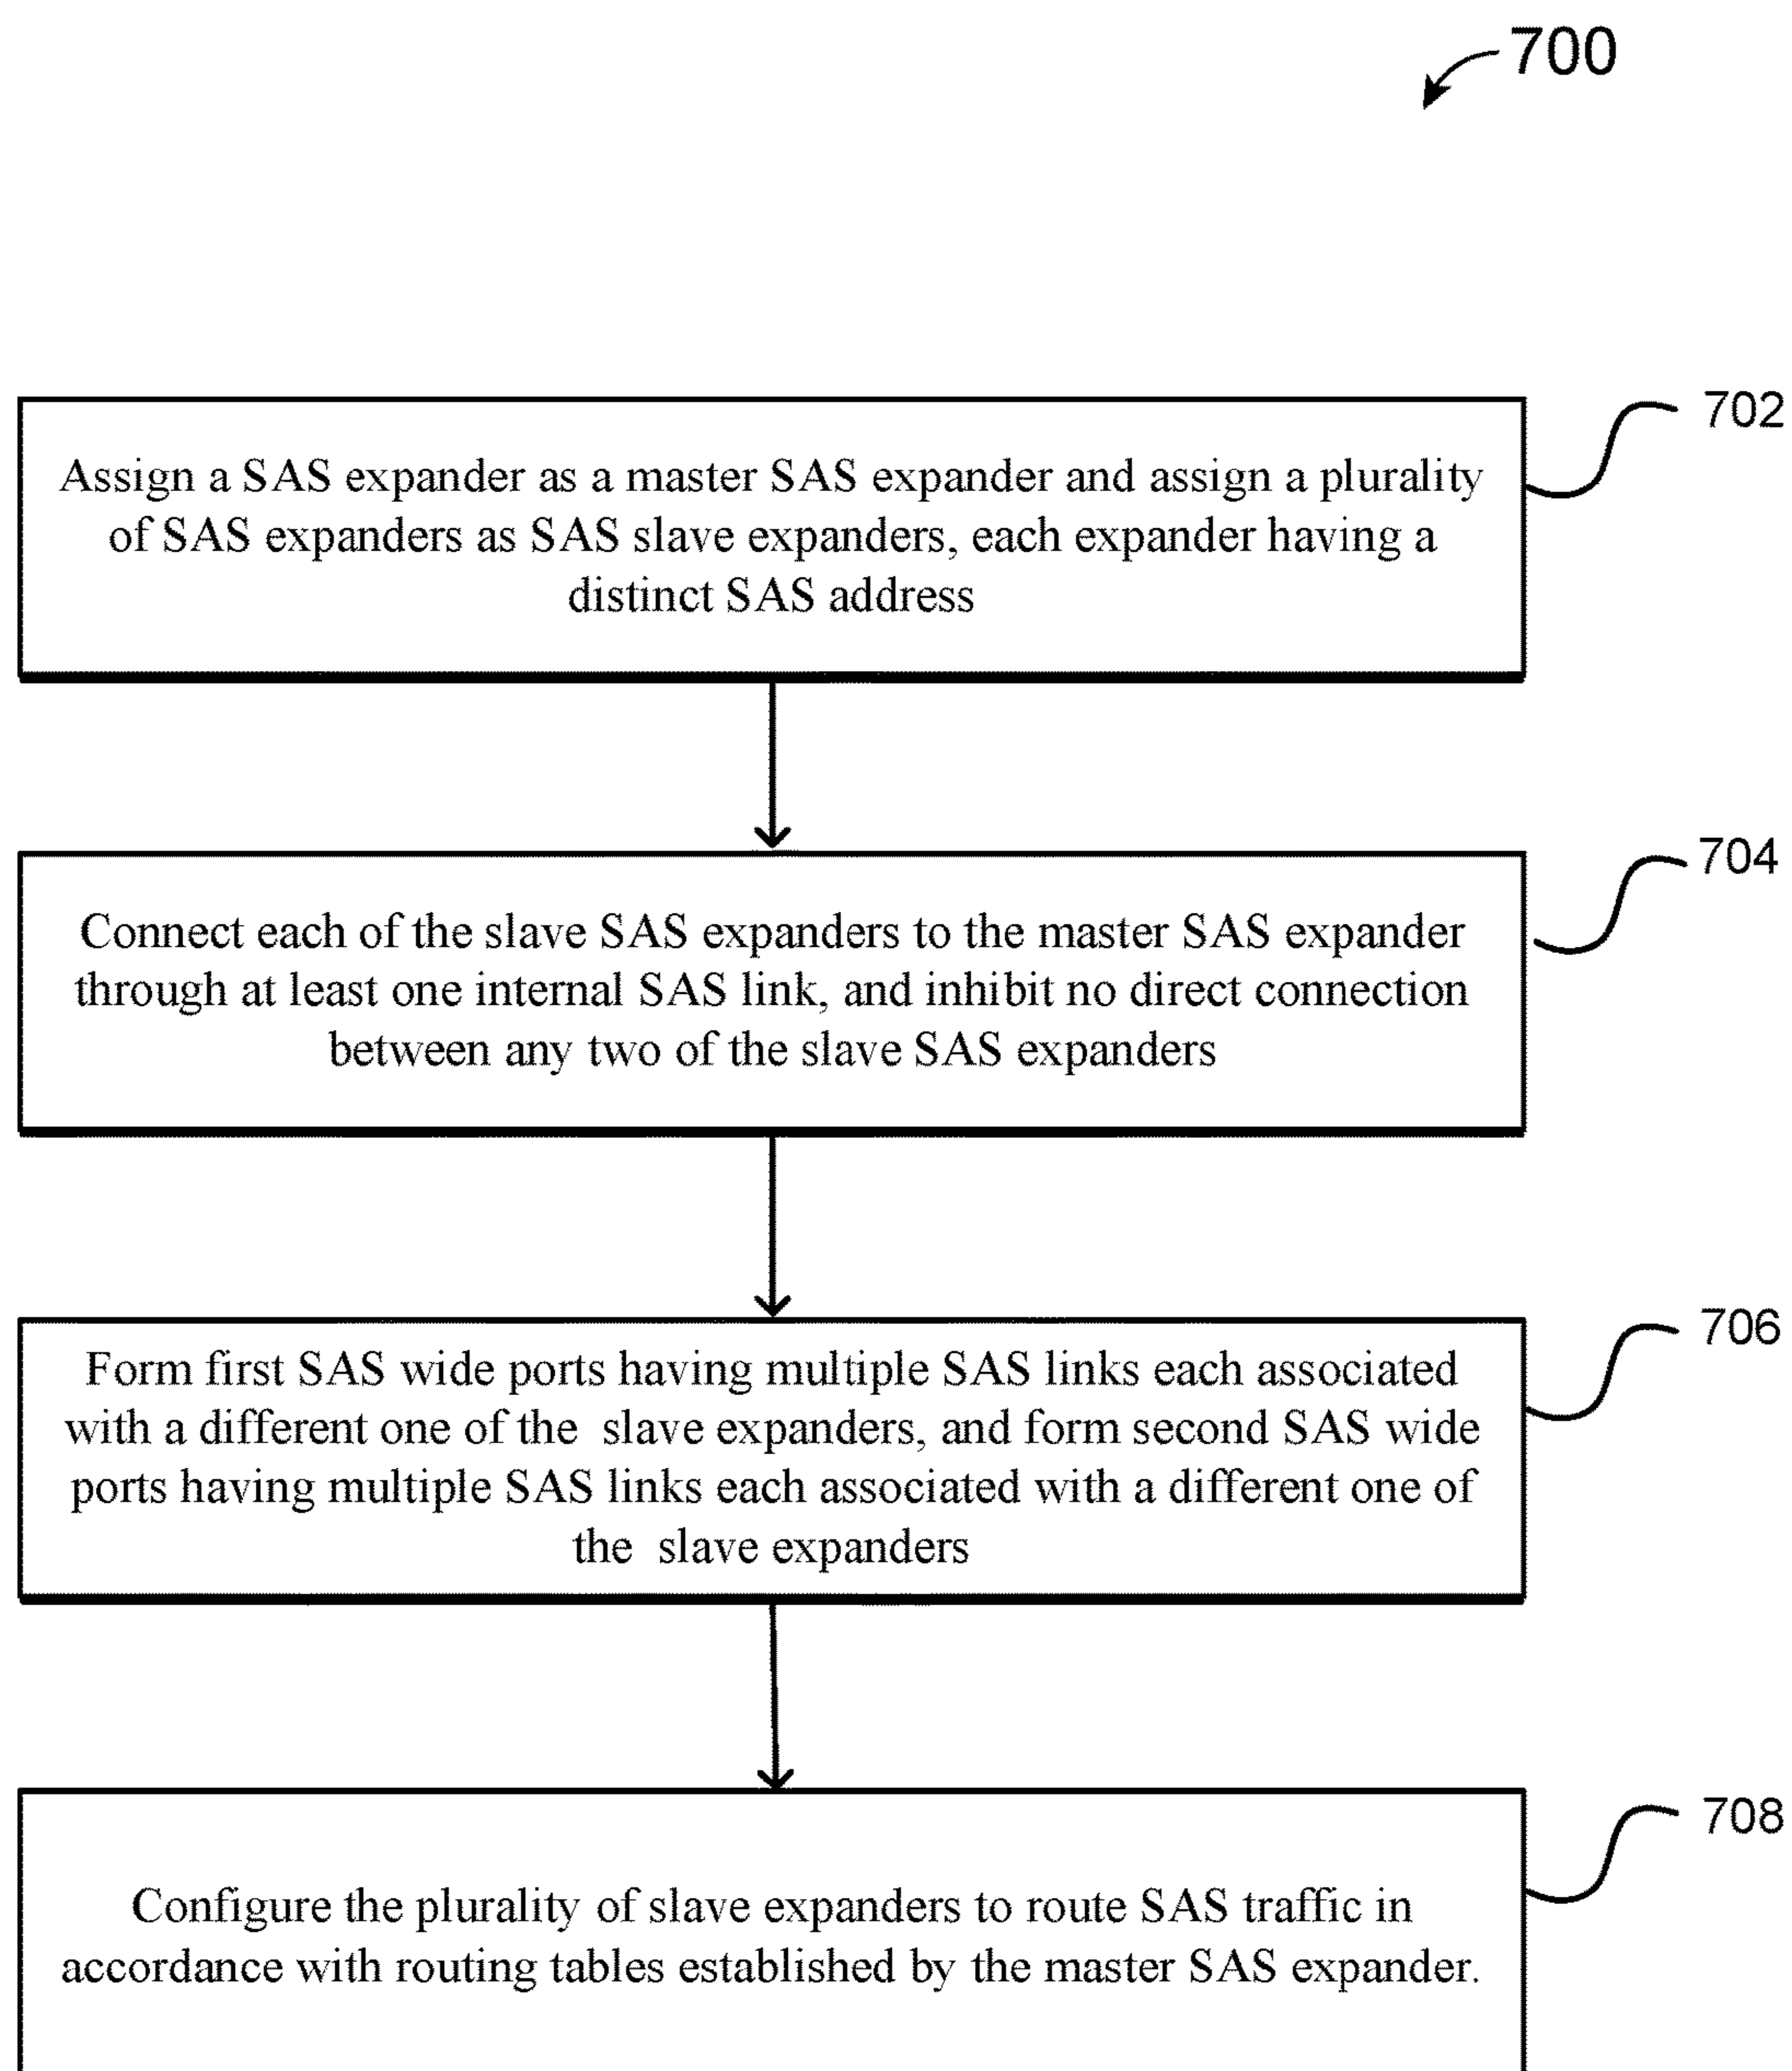 700
702
Assign a SAS expander as a master SAS expander and assign a plurality
of SAS expanders as SAS slave expanders, each expander having a
distinct SAS address
704
Connect each of the slave SAS expanders to the master SAS expander
through at least one internal SAS link, and inhibit no direct connection
between any two of the slave SAS expanders
706
Form first SAS wide ports having multiple SAS links each associated
with a different one of the slave expanders, and form second SAS wide
ports having multiple SAS links each associated with a different one of
the slave expanders
708
Configure the plurality of slave expanders to route SAS traffic in
accordance with routing tables established by the master SAS expander.